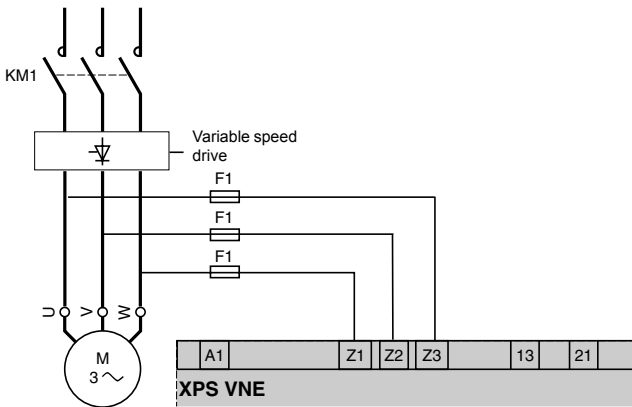 KM1
Variable speed
drive
F1
F1
F1
U
V
W
M
3
A1
Z1
Z2
Z3
13
21
XPS VNE